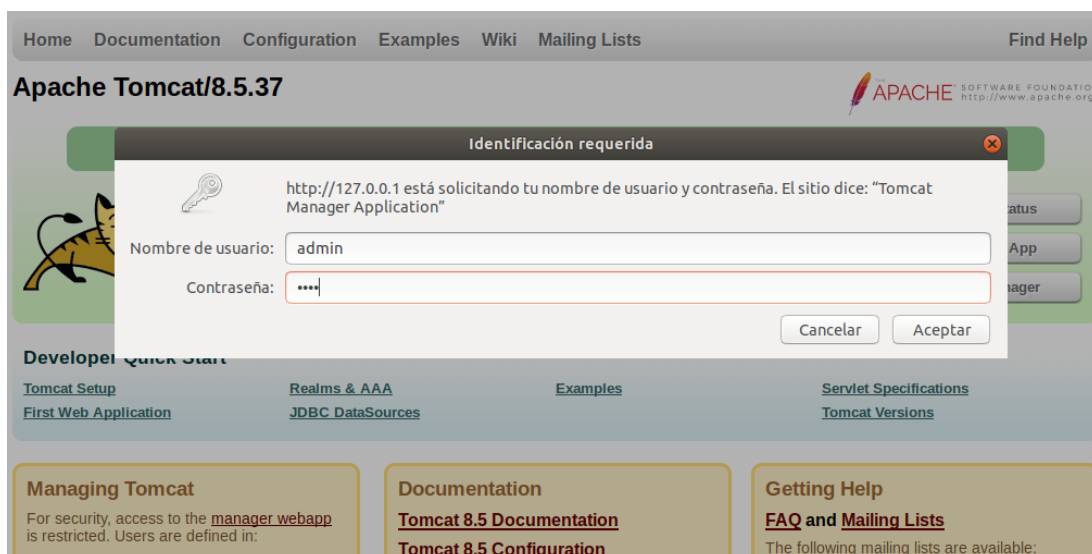 Home Documentation Configuration Examples Wiki Mailing Lists Find Help
Apache Tomcat/8.5.37
THE
APACHE SOFTWARE FOUNDATIO
http://www.apache.org
Identificación requerida
http://127.0.0.1 está solicitando tu nombre de usuario y contraseña. El sitio dice: “Tomcat
Manager Application”
Nombre de usuario: admin
Contraseña: ••••
Cancelar Aceptar
atus
App
nager
Developer Quick Start
Tomcat Setup Realms & AAA Examples Servlet Specifications
First Web Application JDBC DataSources Tomcat Versions
Managing Tomcat
For security, access to the manager webapp
is restricted. Users are defined in:
Documentation
Tomcat 8.5 Documentation
Tomcat 8.5 Configuration
Getting Help
FAQ and Mailing Lists
The following mailing lists are available: